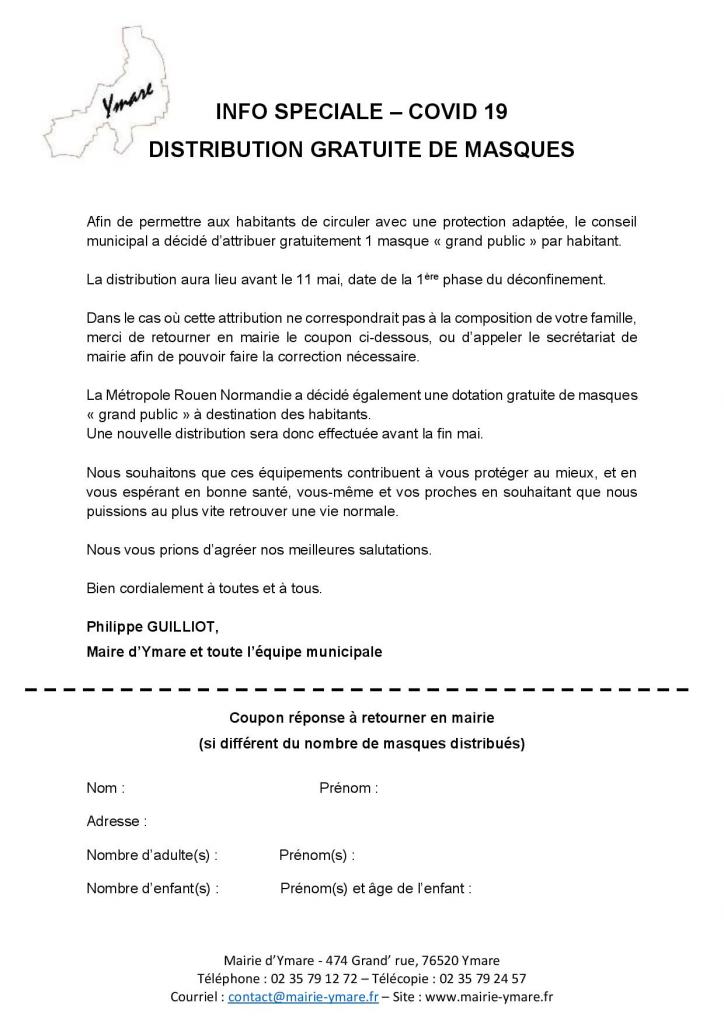 Ymare
INFO SPECIALE – COVID 19
DISTRIBUTION GRATUITE DE MASQUES
Afin de permettre aux habitants de circuler avec une protection adaptée, le conseil
municipal a décidé d'attribuer gratuitement 1 masque « grand public » par habitant.
La distribution aura lieu avant le 11 mai, date de la 1ère phase du déconfinement.
Dans le cas où cette attribution ne correspondrait pas à la composition de votre famille,
merci de retourner en mairie le coupon ci-dessous, ou d'appeler le secrétariat de
mairie afin de pouvoir faire la correction nécessaire.
La Métropole Rouen Normandie a décidé également une dotation gratuite de masques
« grand public » à destination des habitants.
Une nouvelle distribution sera donc effectuée avant la fin mai.
Nous souhaitons que ces équipements contribuent à vous protéger au mieux, et en
vous espérant en bonne santé, vous-même et vos proches en souhaitant que nous
puissions au plus vite retrouver une vie normale.
Nous vous prions d'agréer nos meilleures salutations.
Bien cordialement à toutes et à tous.
Philippe GUILLIOT,
Maire d'Ymare et toute l'équipe municipale
Coupon réponse à retourner en mairie
(si différent du nombre de masques distribués)
Nom : Prénom :
Adresse :
Nombre d'adulte(s) : Prénom(s) :
Nombre d'enfant(s) : Prénom(s) et âge de l'enfant :
Mairie d'Ymare - 474 Grand' rue, 76520 Ymare
Téléphone : 02 35 79 12 72 – Télécopie : 02 35 79 24 57
Courriel : contact@mairie-ymare.fr – Site : www.mairie-ymare.fr